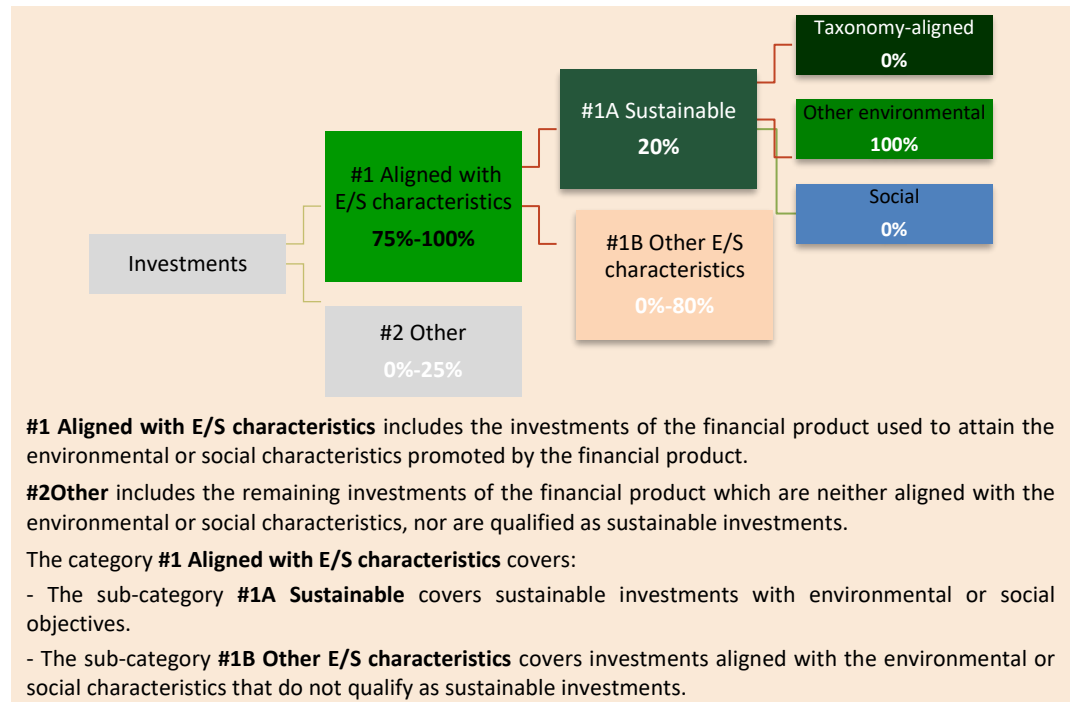 Taxonomy-aligned
0%
#1A Sustainable
20%
Other environmental
100%
#1 Aligned with
E/S characteristics
75%-100%
Social
0%
#1B Other E/S
characteristics
0%-80%
Investments
#2 Other
0%-25%
#1 Aligned with E/S characteristics includes the investments of the financial product used to attain the
environmental or social characteristics promoted by the financial product.
#2Other includes the remaining investments of the financial product which are neither aligned with the
environmental or social characteristics, nor are qualified as sustainable investments.
The category #1 Aligned with E/S characteristics covers:
- The sub-category #1A Sustainable covers sustainable investments with environmental or social
objectives.
- The sub-category #1B Other E/S characteristics covers investments aligned with the environmental or
social characteristics that do not qualify as sustainable investments.